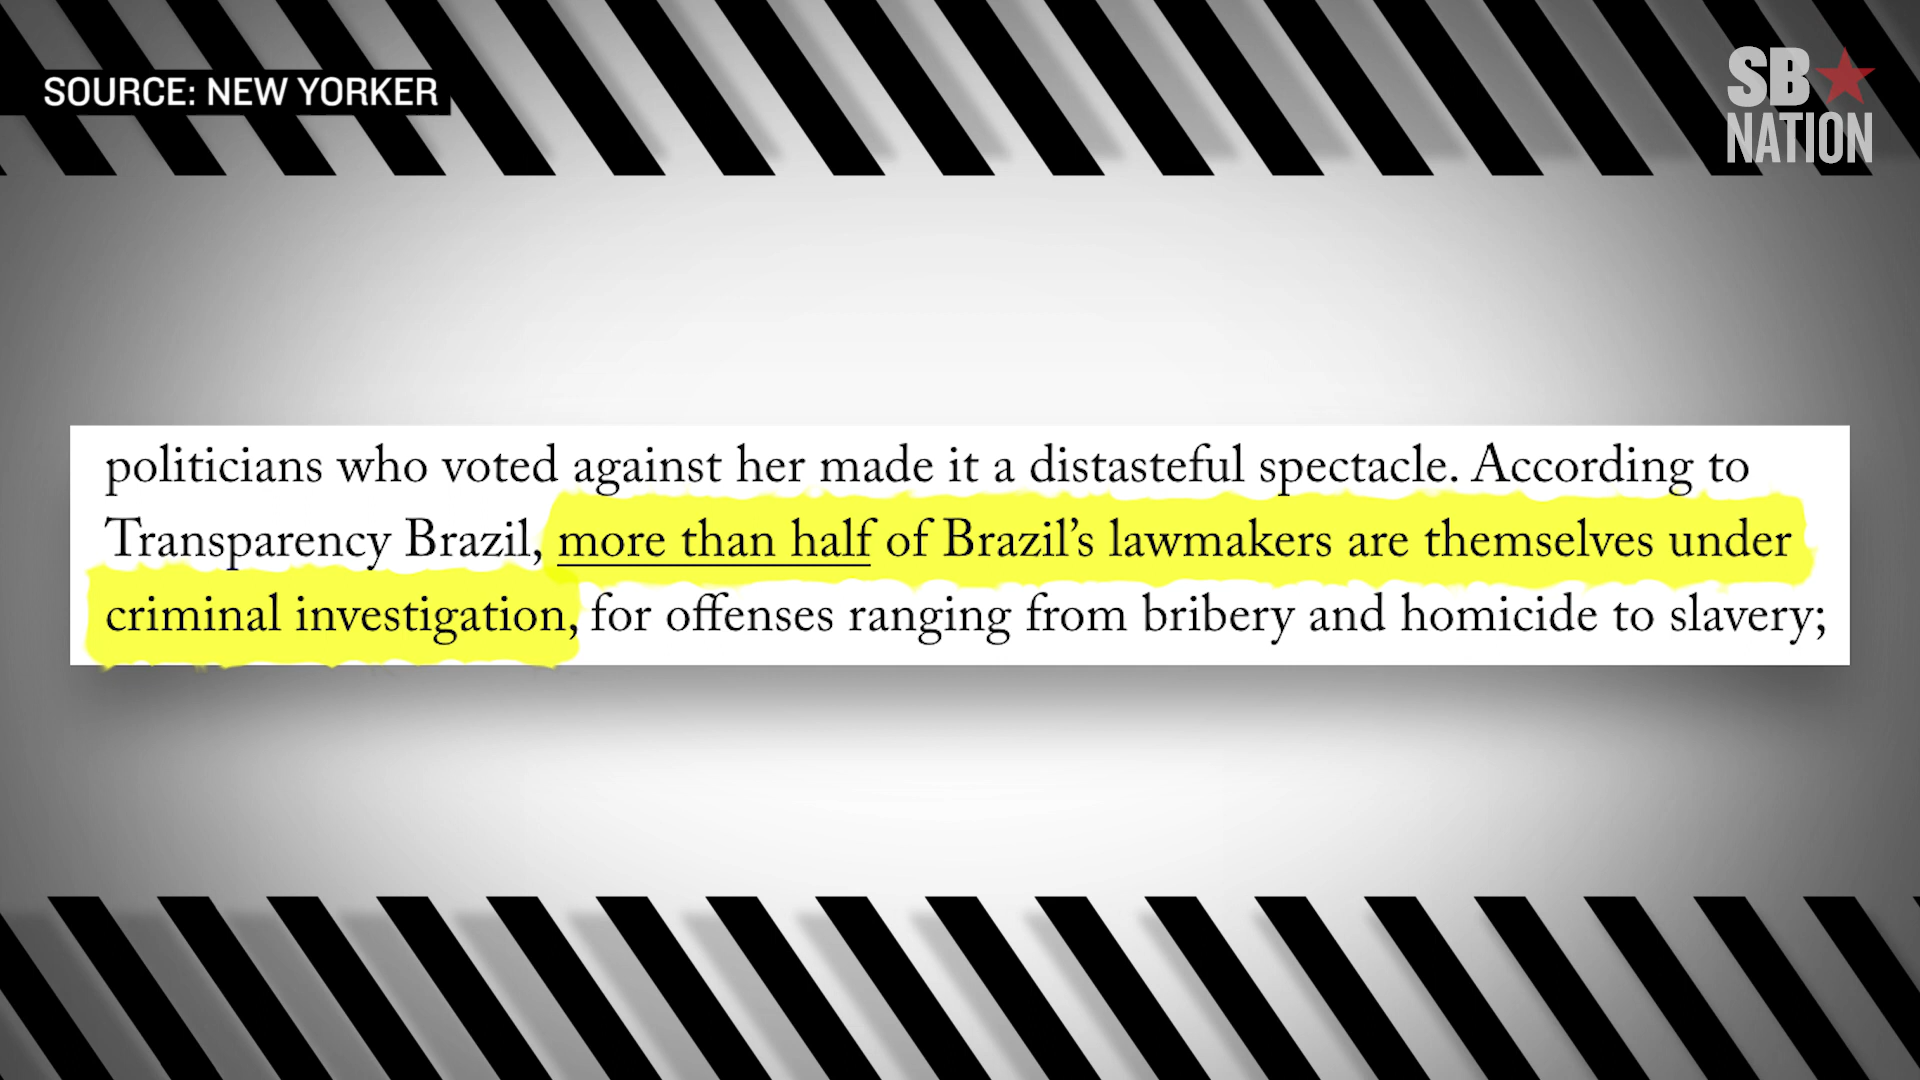 SOURCE: NEW YORKER
SB
NATION
politicians who voted against her made it a distasteful spectacle. According to
Transparency Brazil, more than half of Brazil’s lawmakers are themselves under
criminal investigation, for offenses ranging from bribery and homicide to slavery;